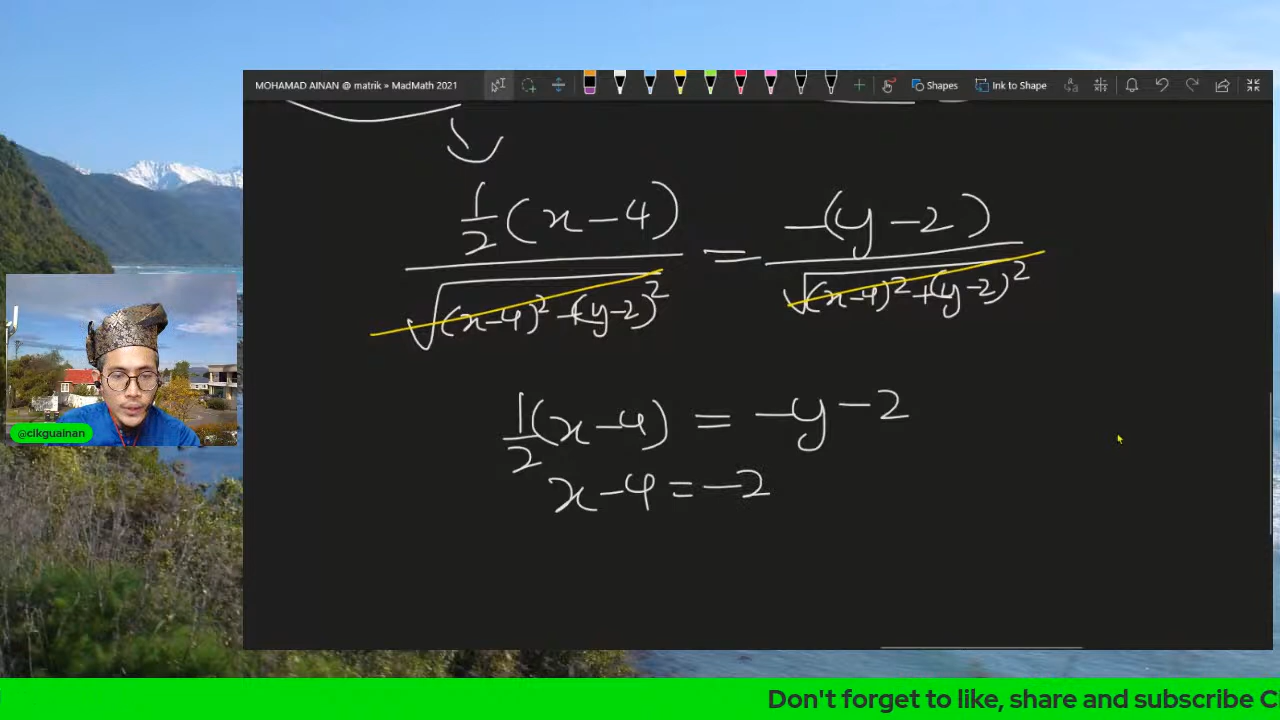 MOHAMAD AINAN @ matrik » MadMath 2021
Shapes
Ink to Shape
1/2(x-4)/√((x-4)²+(y-2)²) = -(y-2)/√((x-4)²+(y-2)²)
1/2(x-4) = -y-2
x-4=-2
@cikguainan
Don't forget to like, share and subscribe C